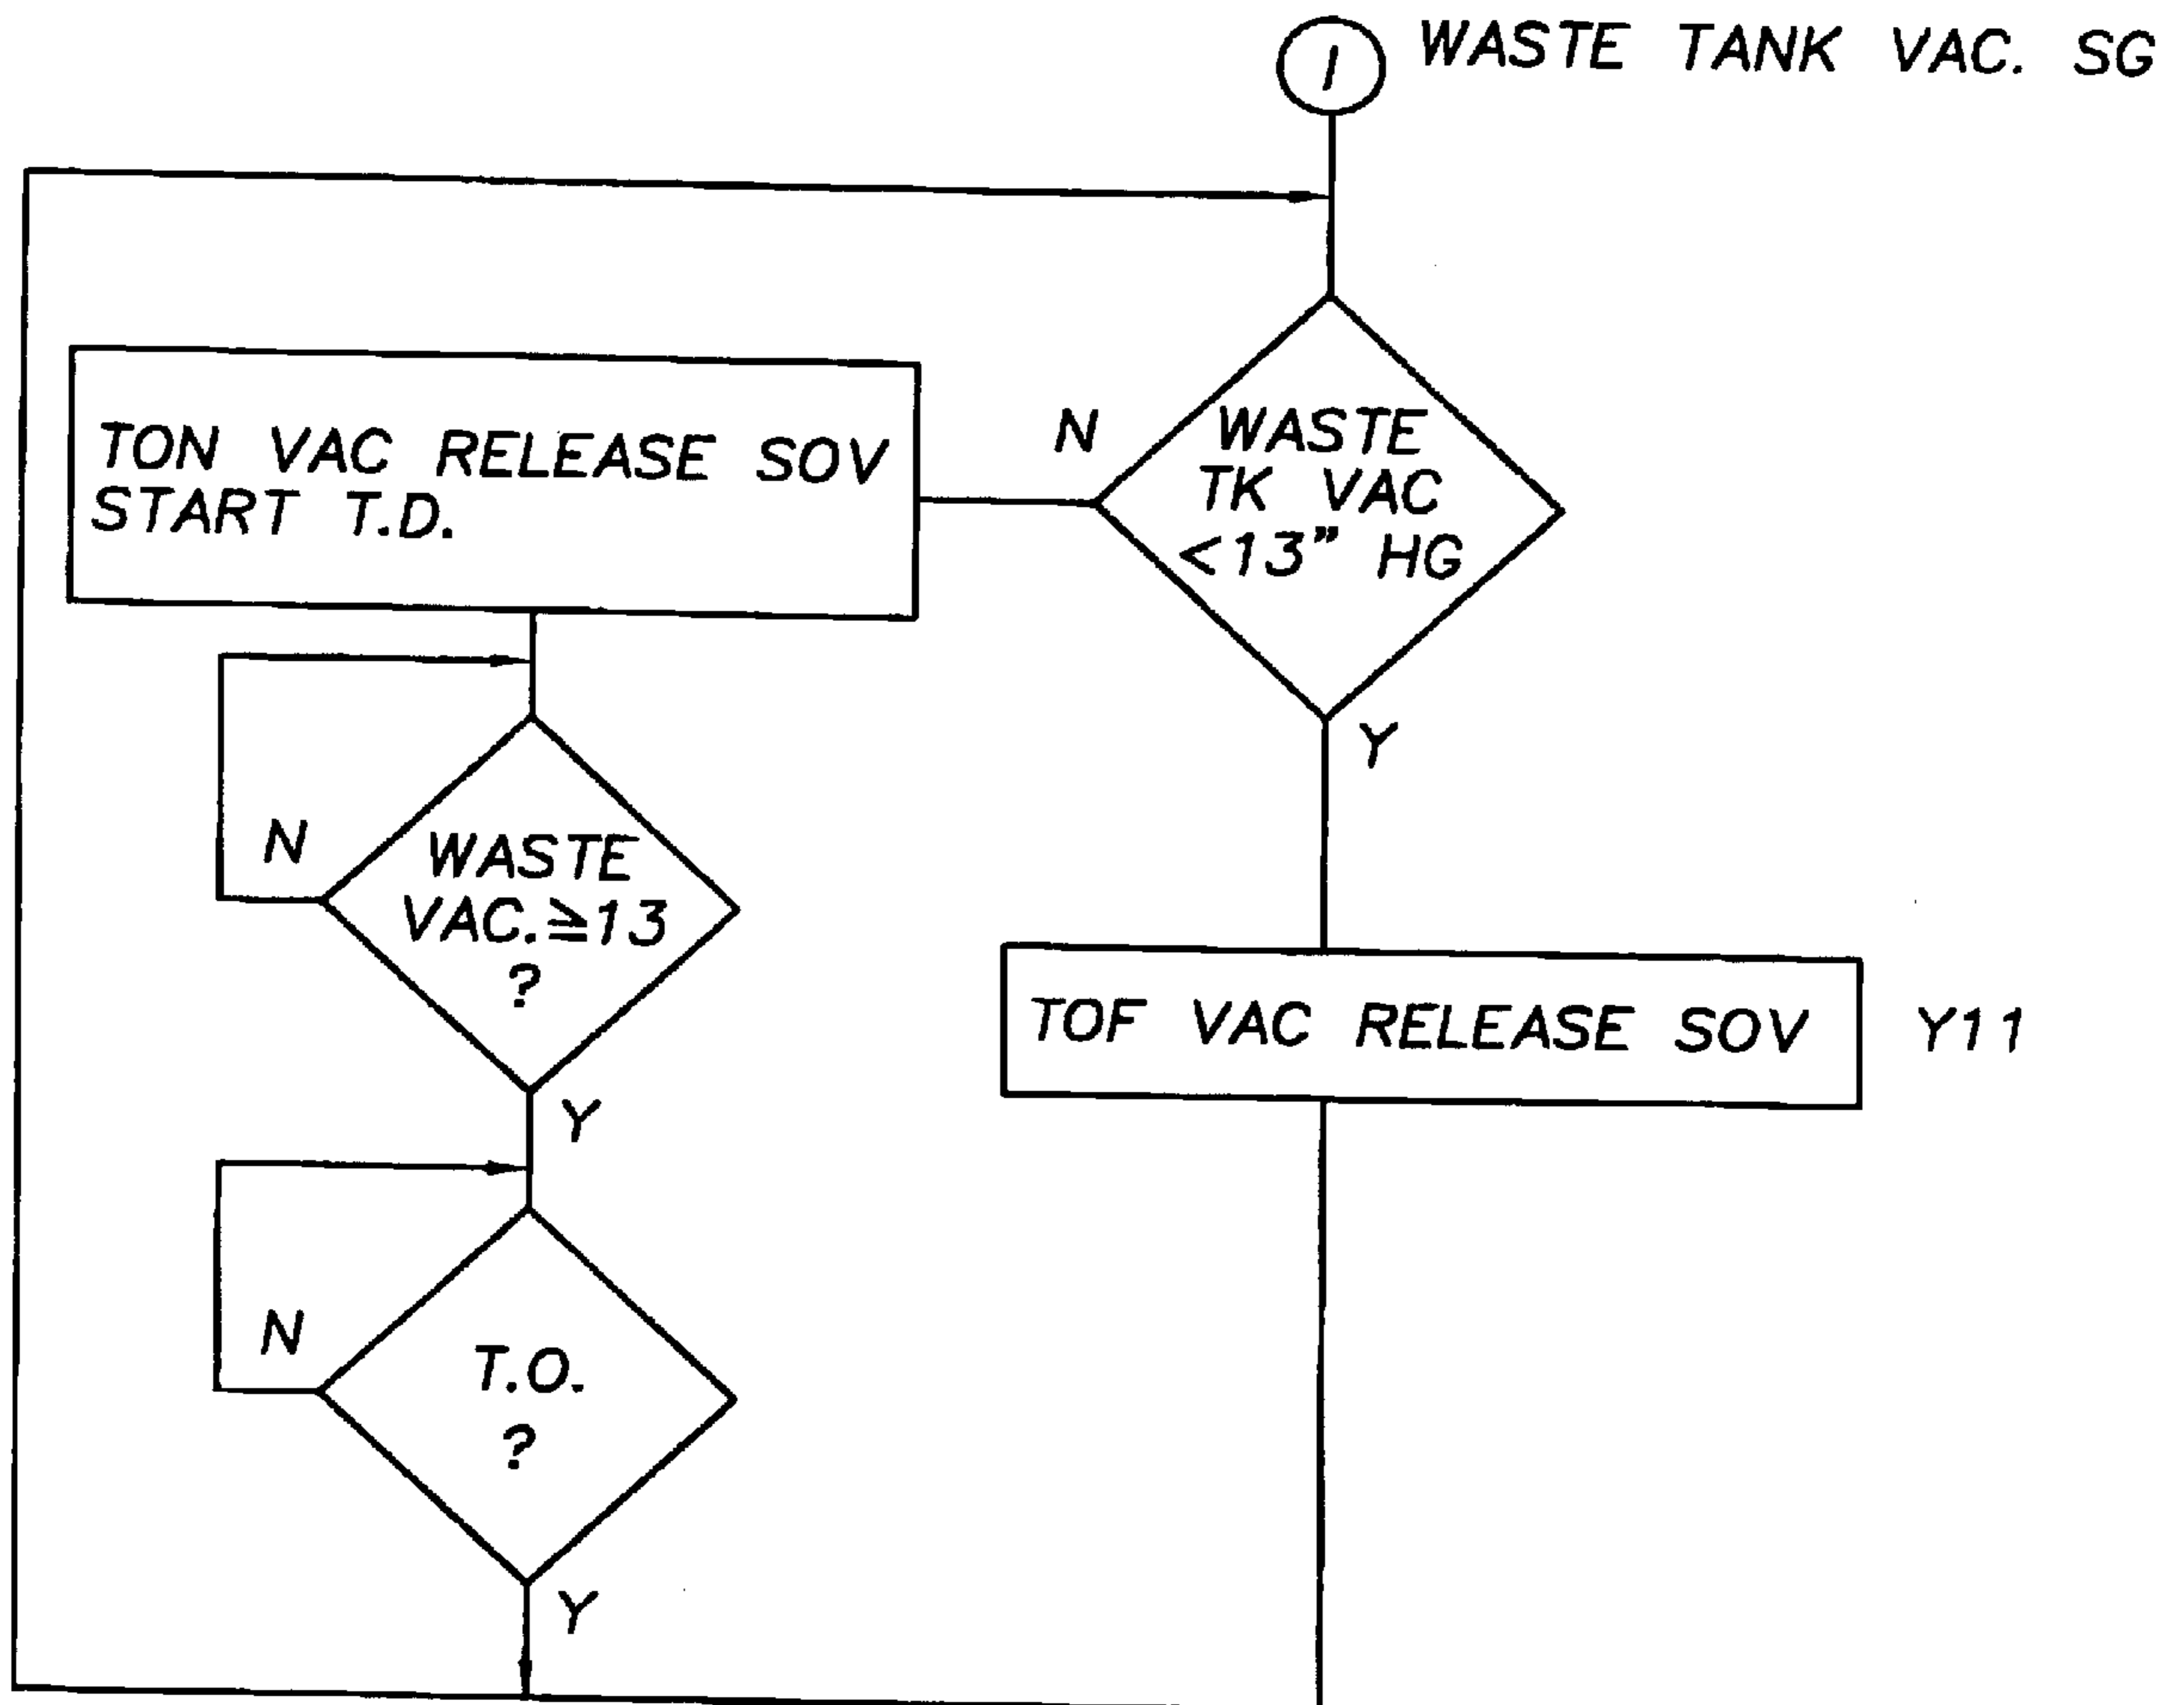 1
WASTE TANK VAC. SG
N
WASTE
TK VAC
<13" HG
TON VAC RELEASE SOV
START T.D.
Y
N
WASTE
VAC.≧13
?
TOF VAC RELEASE SOV
Y11
Y
N
T.O.
?
Y